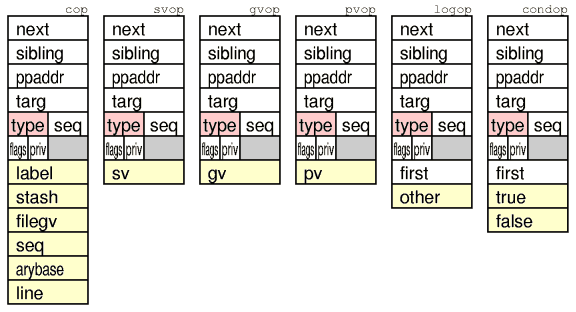 cop svop gvop pvop logop condop
next next next next next next
sibling sibling sibling sibling sibling sibling
ppaddr ppaddr ppaddr ppaddr ppaddr ppaddr
targ targ targ targ targ targ
type seq type seq type seq type seq type seq type seq
flags priv flags priv flags priv flags priv flags priv flags priv
label sv gv pv first first
stash other true
filegv false
seq
arybase
line